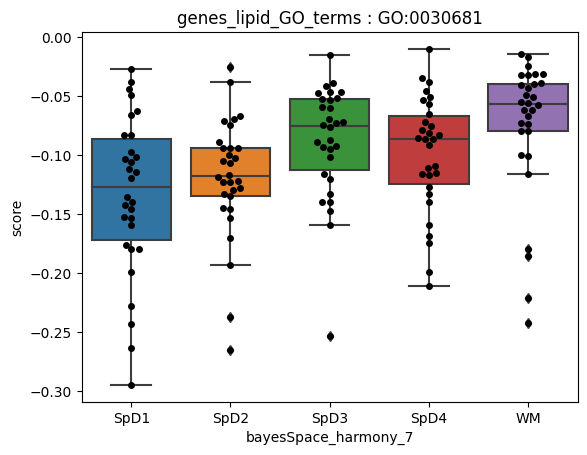 genes_lipid_GO_terms : GO:0030681
0.00
−0.05
−0.10
−0.15
−0.20
−0.25
−0.30
score
SpD1 SpD2 SpD3 SpD4 WM
bayesSpace_harmony_7